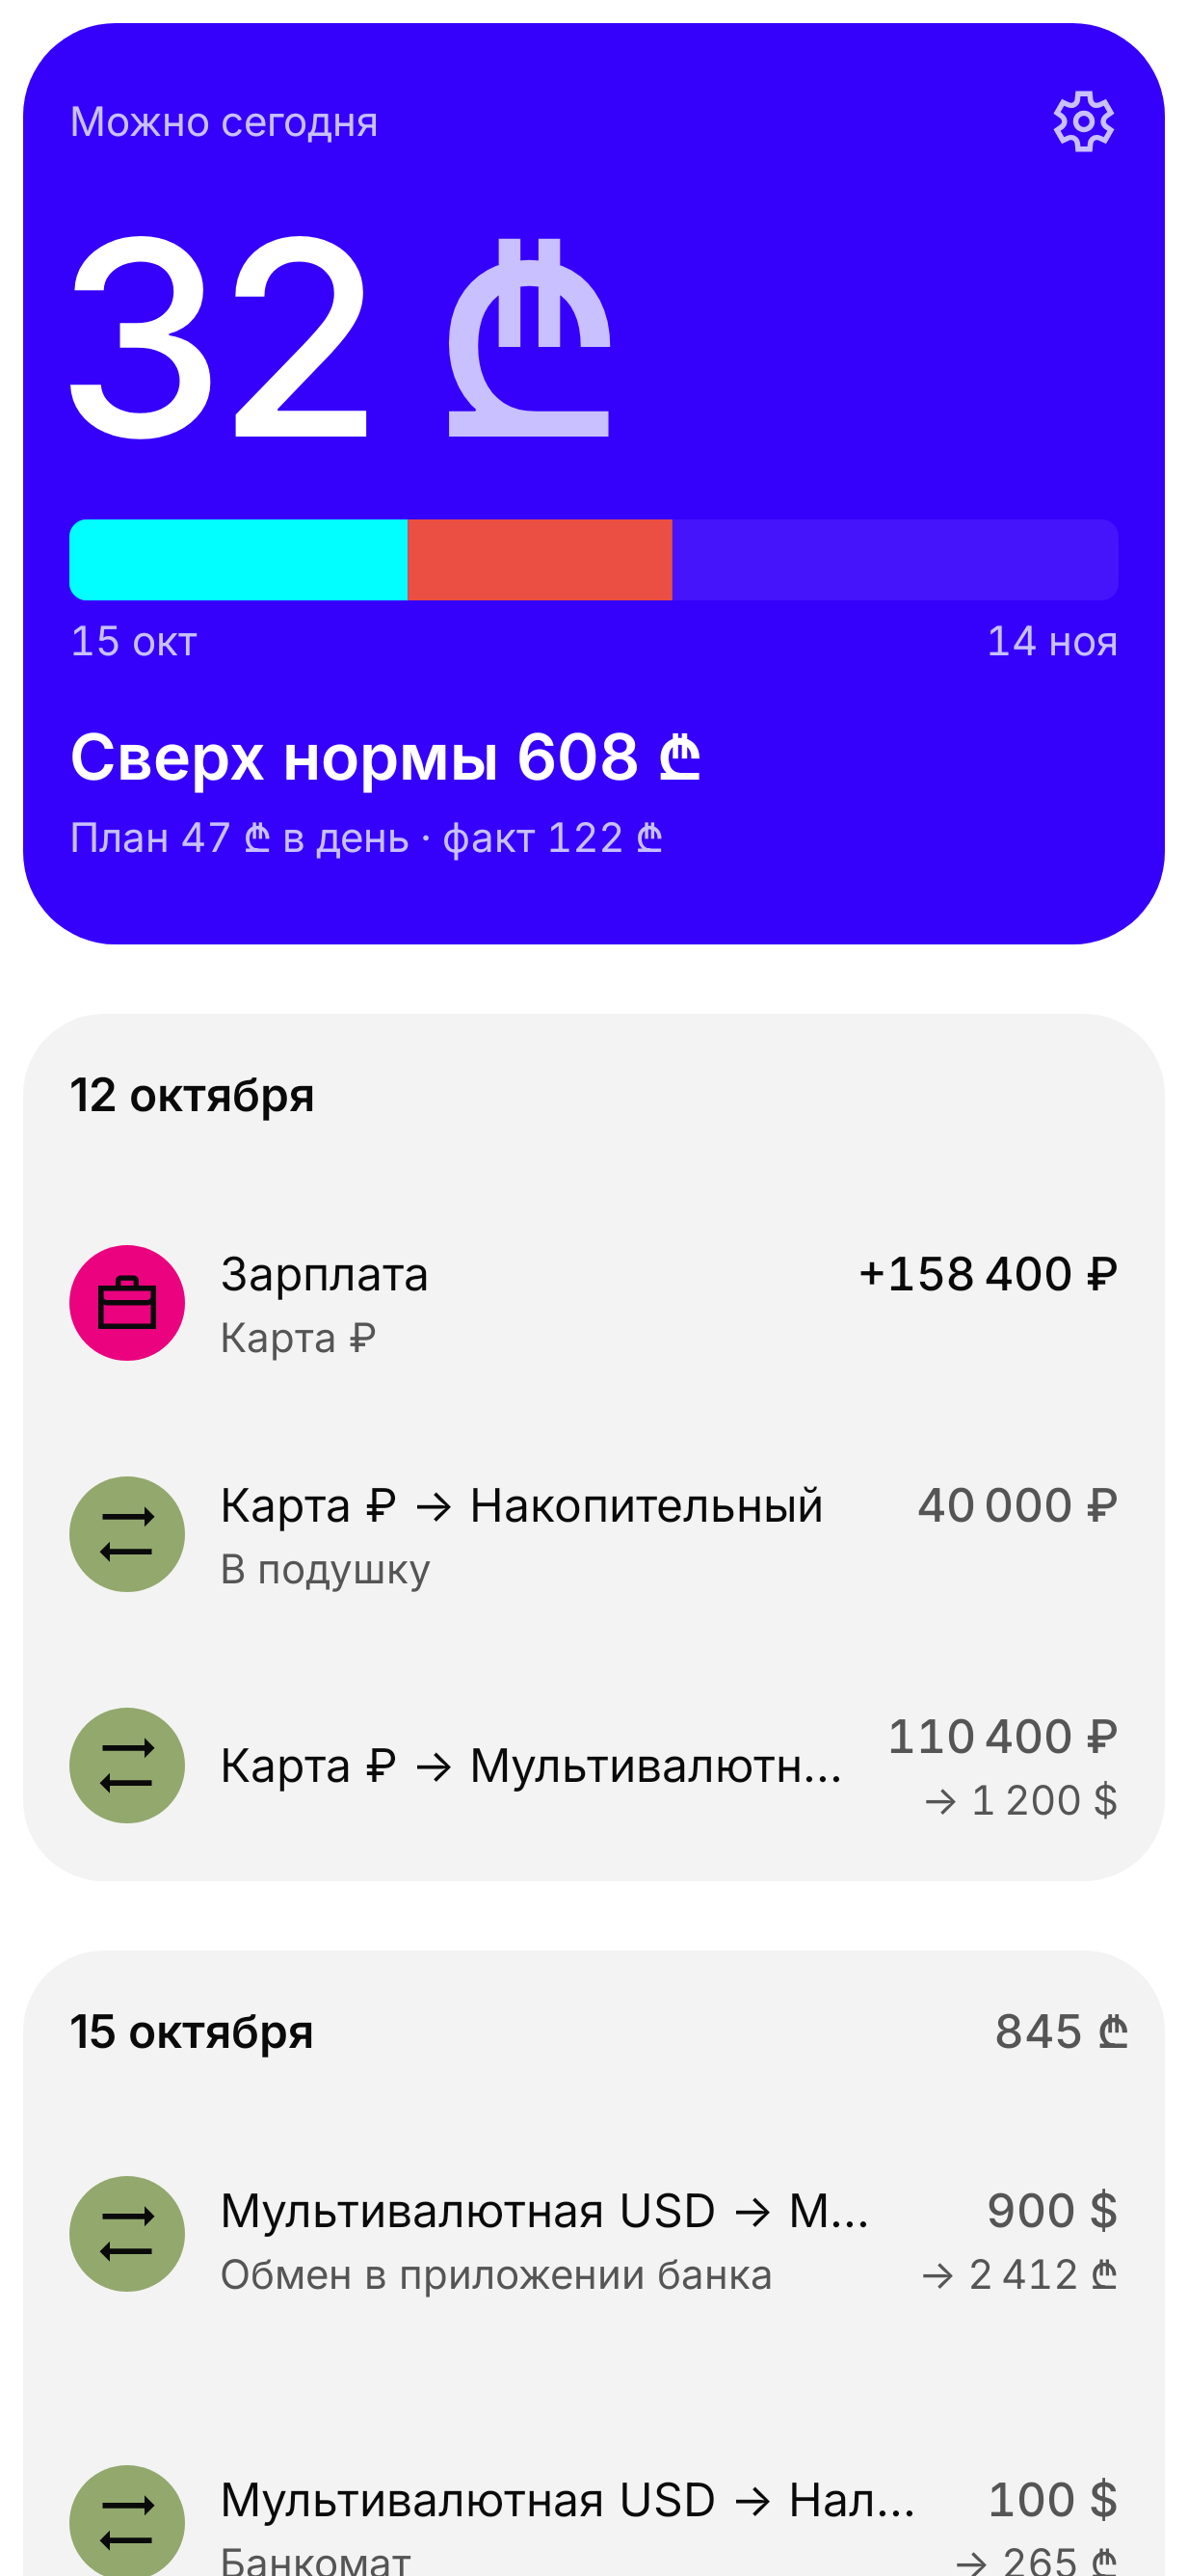 Можно сегодня
32 ₾
15 окт
14 ноя
Сверх нормы 608 ₾
План 47 ₾ в день · факт 122 ₾
12 октября
Зарплата
+158 400 ₽
Карта ₽
Карта ₽ → Накопительный
40 000 ₽
В подушку
Карта ₽ → Мультивалютн...
110 400 ₽
→ 1 200 $
15 октября
845 ₾
Мультивалютная USD → М...
900 $
Обмен в приложении банка
→ 2 412 ₾
Мультивалютная USD → Нал...
100 $
Банкомат
→ 265 ₾